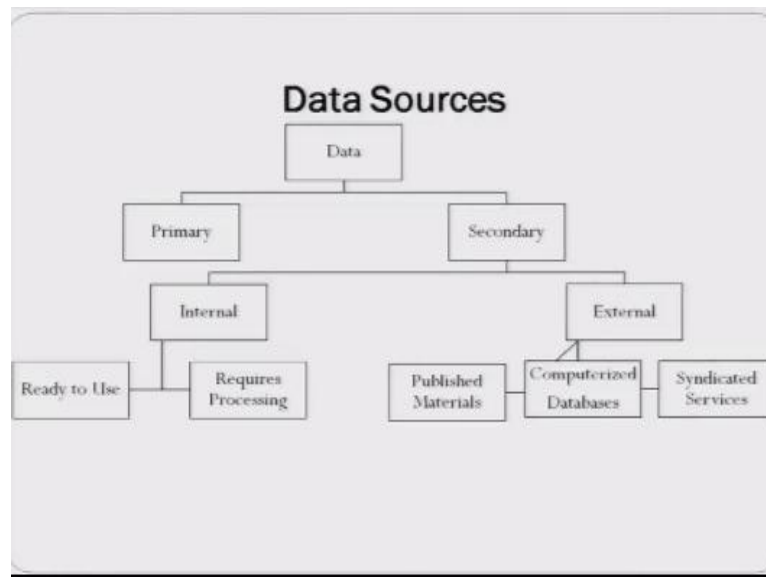 Data Sources
Data
Primary
Secondary
Internal
External
Ready to Use
Requires
Processing
Published
Materials
Computerized
Databases
Syndicated
Services